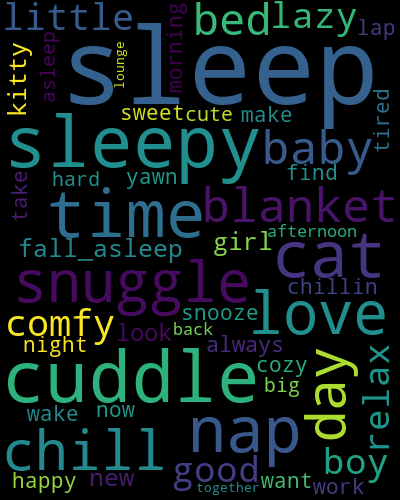 little
bed
lazy
lap
kitty
asleep
lounge
morning
sleep
sweet
cute
make
tired
sleepy
baby
take
hard
yawn
find
time
blanket
fall_asleep
girl
afternoon
cat
snuggle
chillin
comfy
snooze
love
look
back
night
always
cuddle
cozy
big
day
relax
wake
now
nap
chill
good
boy
happy
new
together
want
work